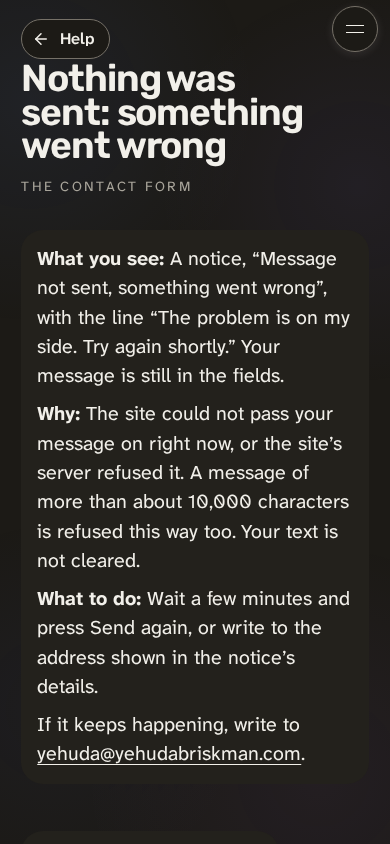 Help
Nothing was
sent: something
went wrong
THE CONTACT FORM
What you see: A notice, “Message
not sent, something went wrong”,
with the line “The problem is on my
side. Try again shortly.” Your
message is still in the fields.
Why: The site could not pass your
message on right now, or the site’s
server refused it. A message of
more than about 10,000 characters
is refused this way too. Your text is
not cleared.
What to do: Wait a few minutes and
press Send again, or write to the
address shown in the notice’s
details.
If it keeps happening, write to
yehuda@yehudabriskman.com.